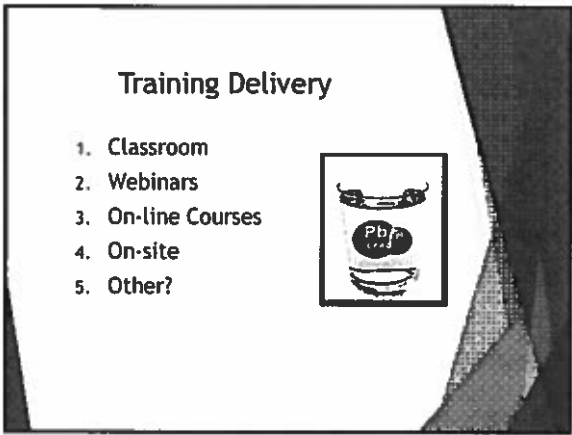 Training Delivery
1. Classroom
2. Webinars
3. On-line Courses
4. On-site
5. Other?
Pb